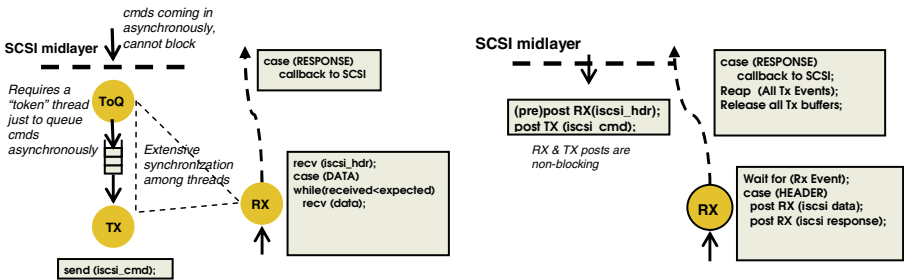 cmds coming in
asynchronously,
cannot block
SCSI midlayer
Requires a
"token" thread
just to queue
cmds
asynchronously
ToQ
Extensive
synchronization
among threads
TX
send (iscsi_cmd);
case (RESPONSE)
callback to SCSI
recv (iscsi_hdr);
case (DATA)
while(received<expected)
recv (data);
RX
SCSI midlayer
(pre)post RX(iscsi_hdr);
post TX (iscsi_cmd);
RX & TX posts are
non-blocking
case (RESPONSE)
callback to SCSI;
Reap (All Tx Events);
Release all Tx buffers;
Wait for (Rx Event);
case (HEADER)
post RX (iscsi data);
post RX (iscsi response);
RX